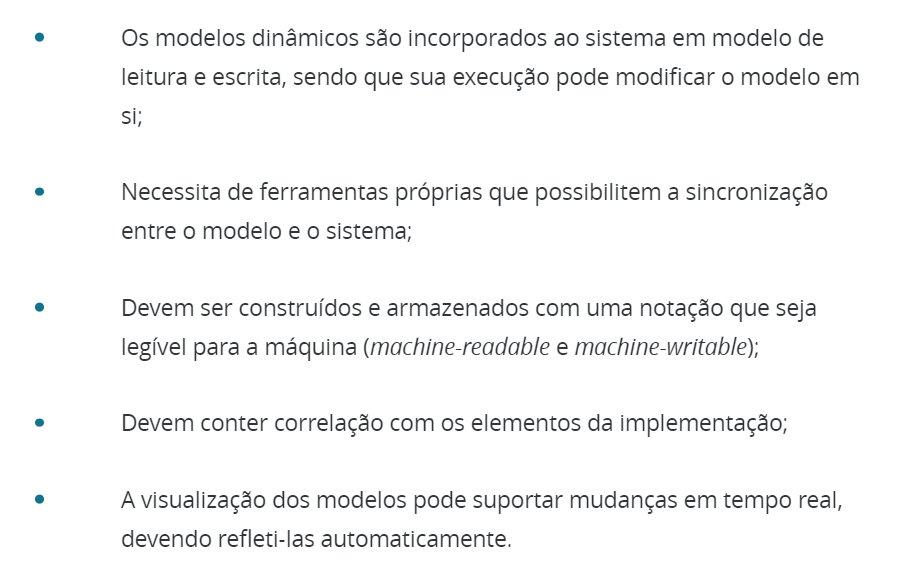 Os modelos dinâmicos são incorporados ao sistema em modelo de
leitura e escrita, sendo que sua execução pode modificar o modelo em
si;
Necessita de ferramentas próprias que possibilitem a sincronização
entre o modelo e o sistema;
Devem ser construídos e armazenados com uma notação que seja
legível para a máquina (machine-readable e machine-writable);
Devem conter correlação com os elementos da implementação;
A visualização dos modelos pode suportar mudanças em tempo real,
devendo refleti-las automaticamente.